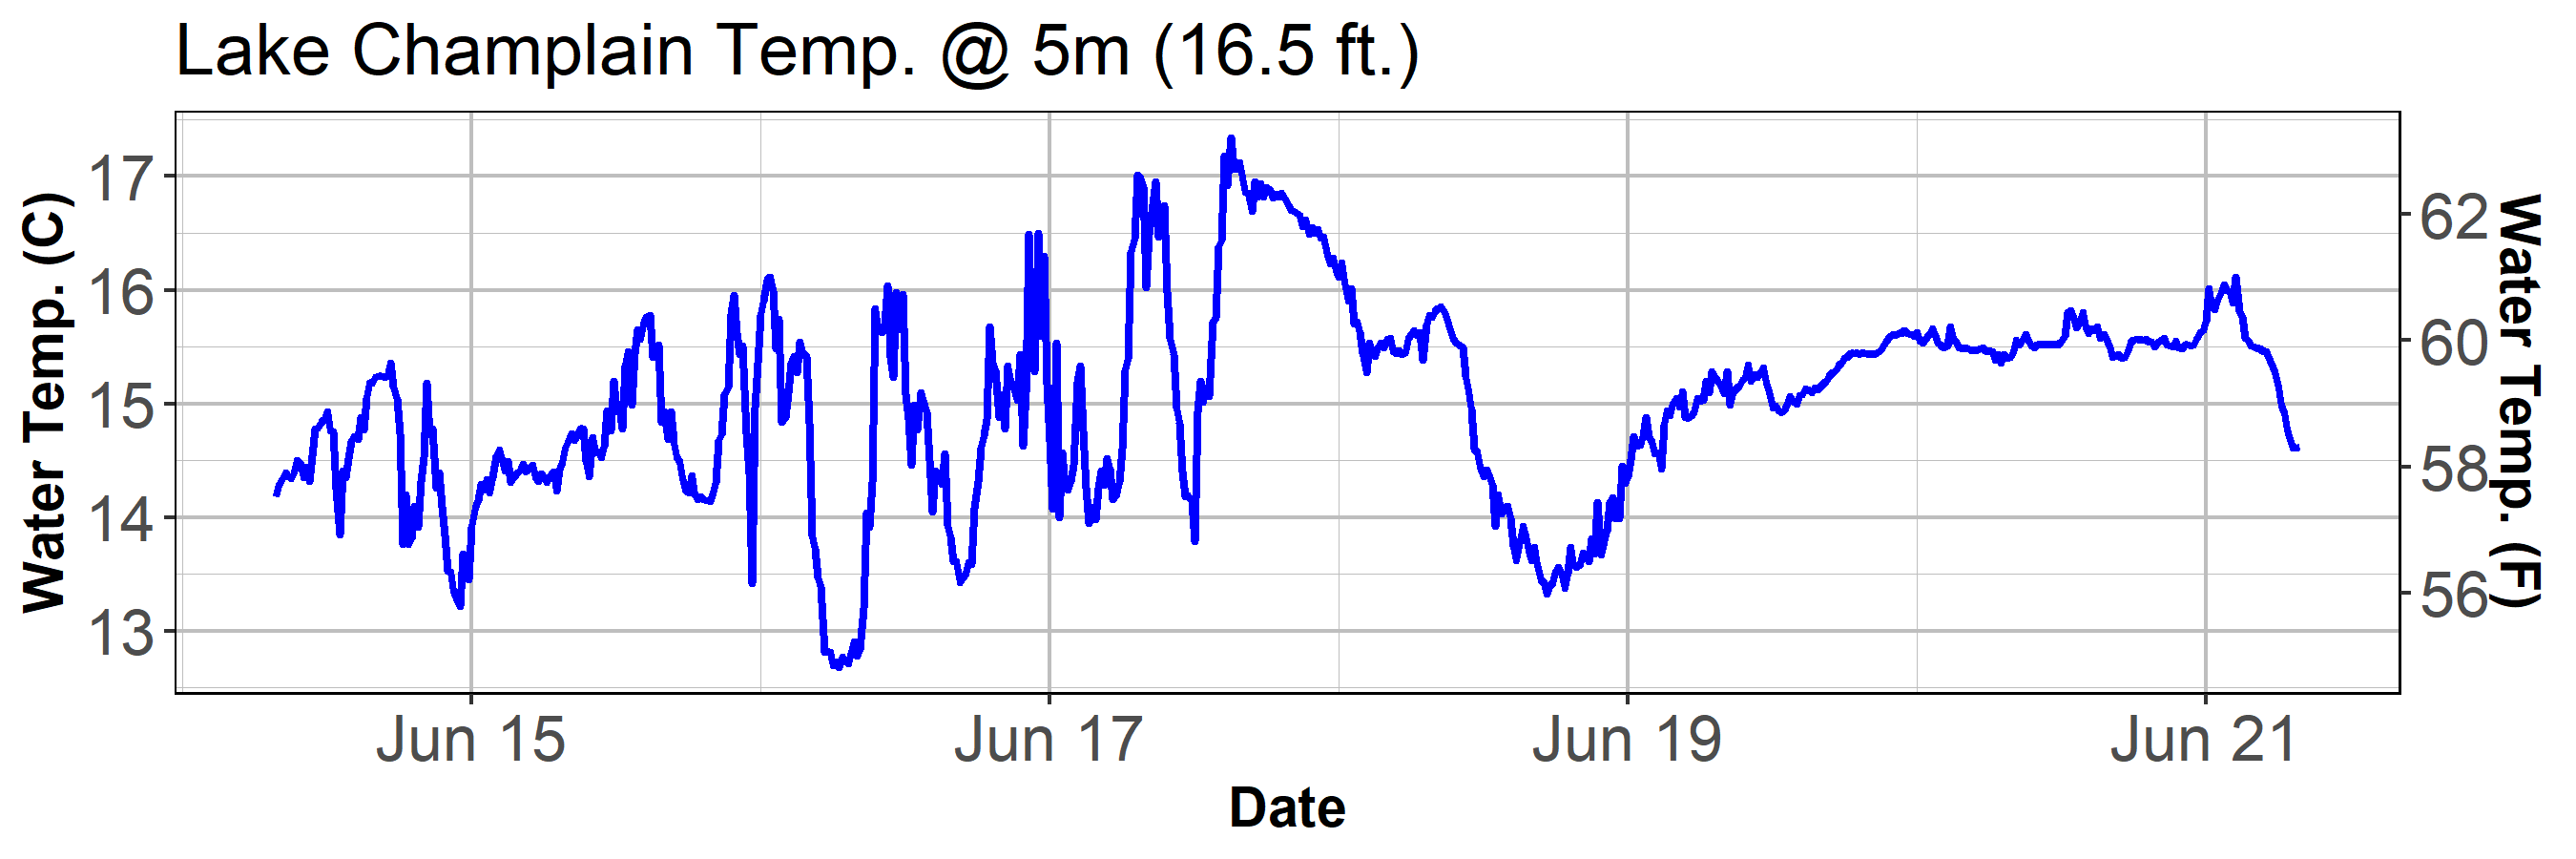 Lake Champlain Temp. @ 5m (16.5 ft.)
Water Temp. (C)
17
16
15
14
13
62
60
58
56
Water Temp. (F)
Jun 15 Jun 17 Jun 19 Jun 21
Date